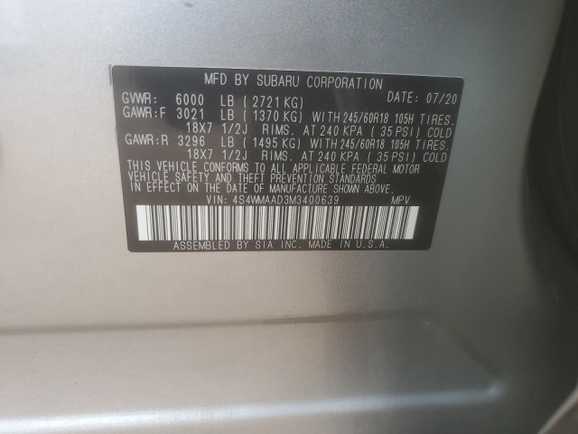 MFD BY SUBARU CORPORATION
GVWR: 6000 LB ( 2721 KG) DATE: 07/20
GAWR:F 3021 LB ( 1370 KG) WITH 245/60R18 105H TIRES.
18X7 1/2J RIMS. AT 240 KPA ( 35 PSI) COLD
GAWR:R 3296 LB ( 1495 KG) WITH 245/60R18 105H TIRES.
18X7 1/2J RIMS. AT 240 KPA ( 35 PSI) COLD
THIS VEHICLE CONFORMS TO ALL APPLICABLE FEDERAL MOTOR
VEHICLE SAFETY AND THEFT PREVENTION STANDARDS
IN EFFECT ON THE DATE OF MANUFACTURE SHOWN ABOVE.
VIN: 4S4WMAAD3M3400639 MPV
ASSEMBLED BY SIA INC. MADE IN U.S.A.